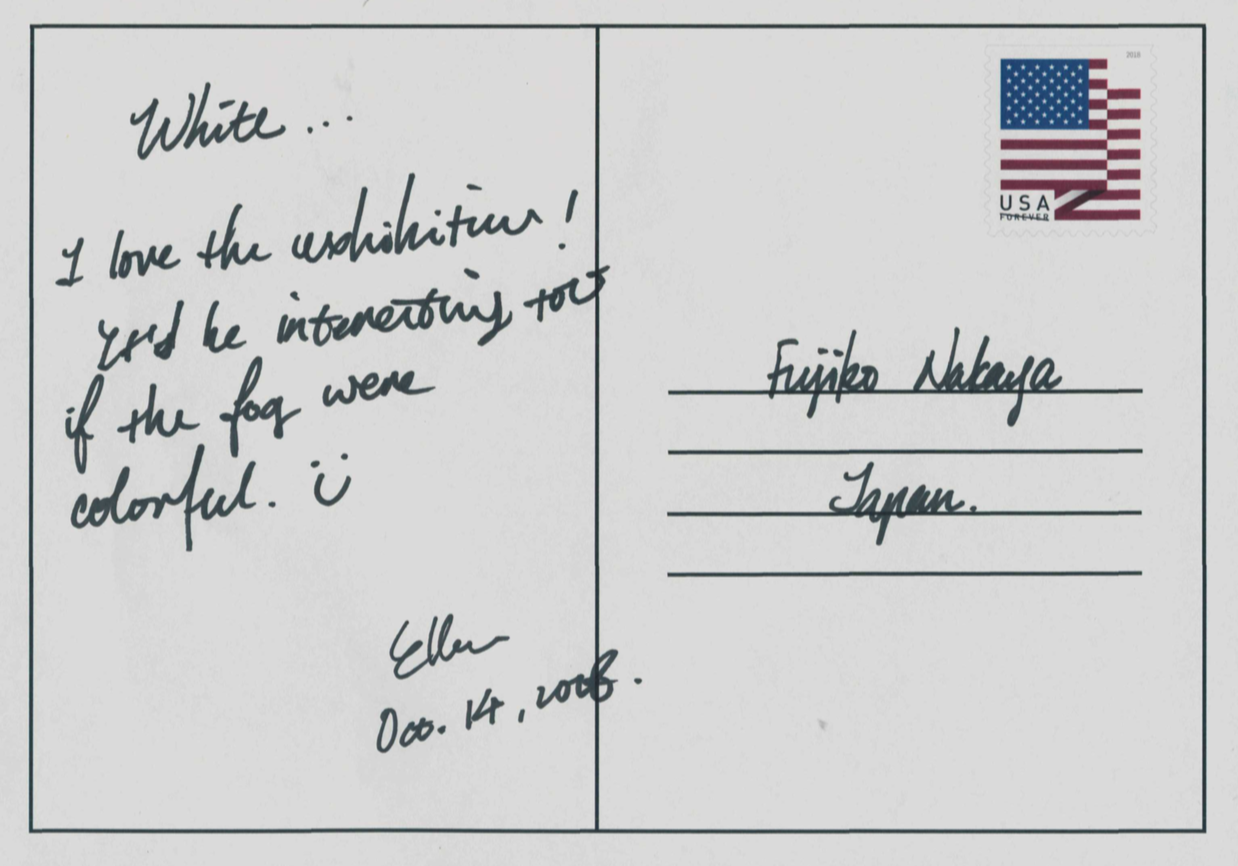 White...
I love the exhibition!
It'd be interesting too
if the fog were
colorful. :)
Ellen
Oct. 14, 2018.
2018
USA
FOREVER
Fujiko Nakaya
Japan.